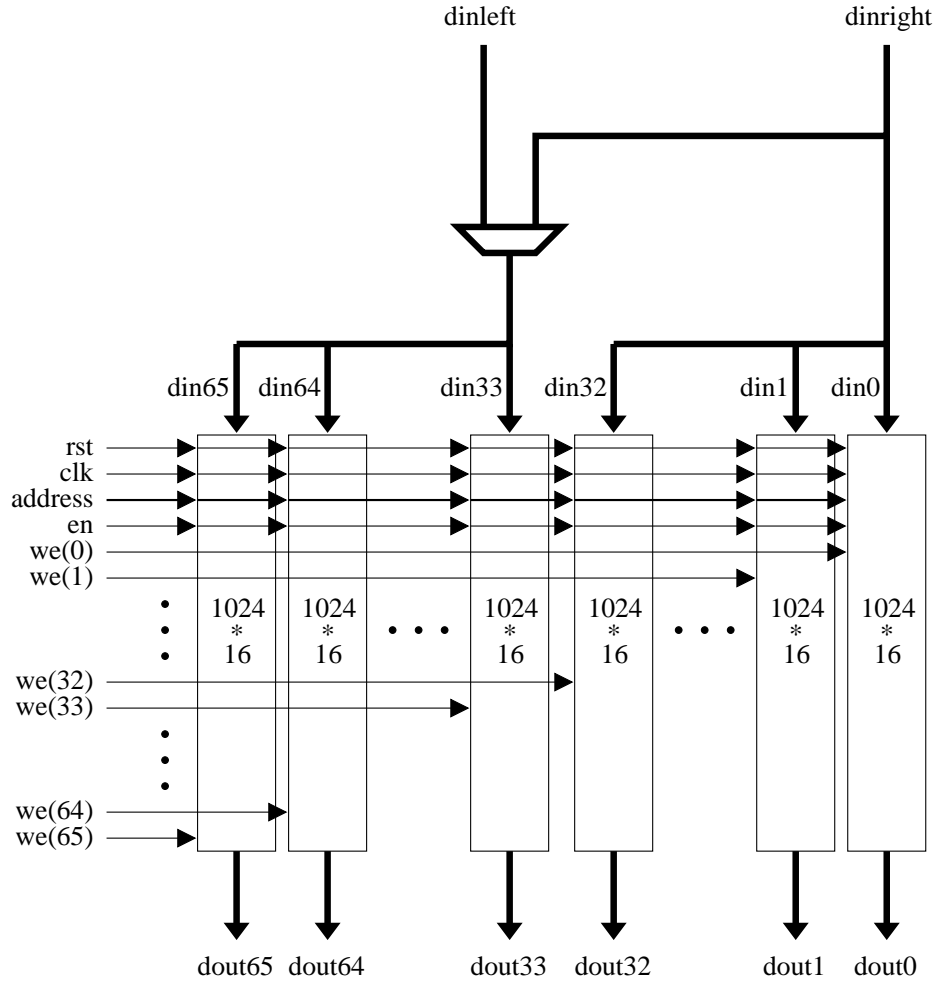 dinleft dinright
din65 din64 din33 din32 din1 din0
rst
clk
address
en
we(0)
we(1)
1024 1024 1024 1024 1024 1024
* * * * * *
16 16 16 16 16 16
we(32)
we(33)
we(64)
we(65)
dout65 dout64 dout33 dout32 dout1 dout0